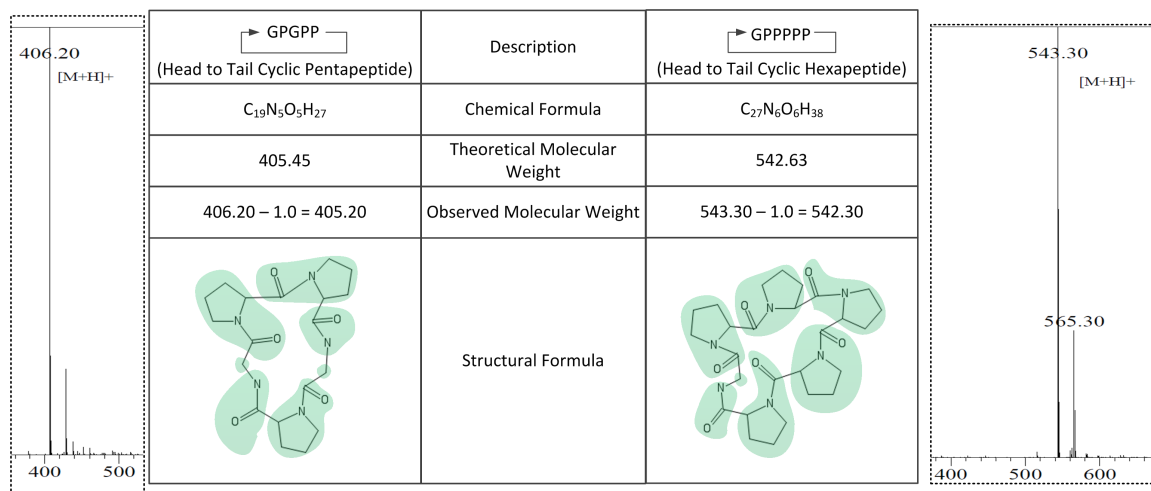 406.20
[M+H]+
400 500
GPGPP
(Head to Tail Cyclic Pentapeptide)
Description
GPPPPP
(Head to Tail Cyclic Hexapeptide)
C₁₉N₅O₅H₂₇
Chemical Formula
C₂₇N₆O₆H₃₈
405.45
Theoretical Molecular
Weight
542.63
406.20 – 1.0 = 405.20
Observed Molecular Weight
543.30 – 1.0 = 542.30
O
N
N
O
O
NH
O
HN
N
O
Structural Formula
N
O
O
N
O
N
N
O
O
N
N
O
543.30
[M+H]+
565.30
400 500 600